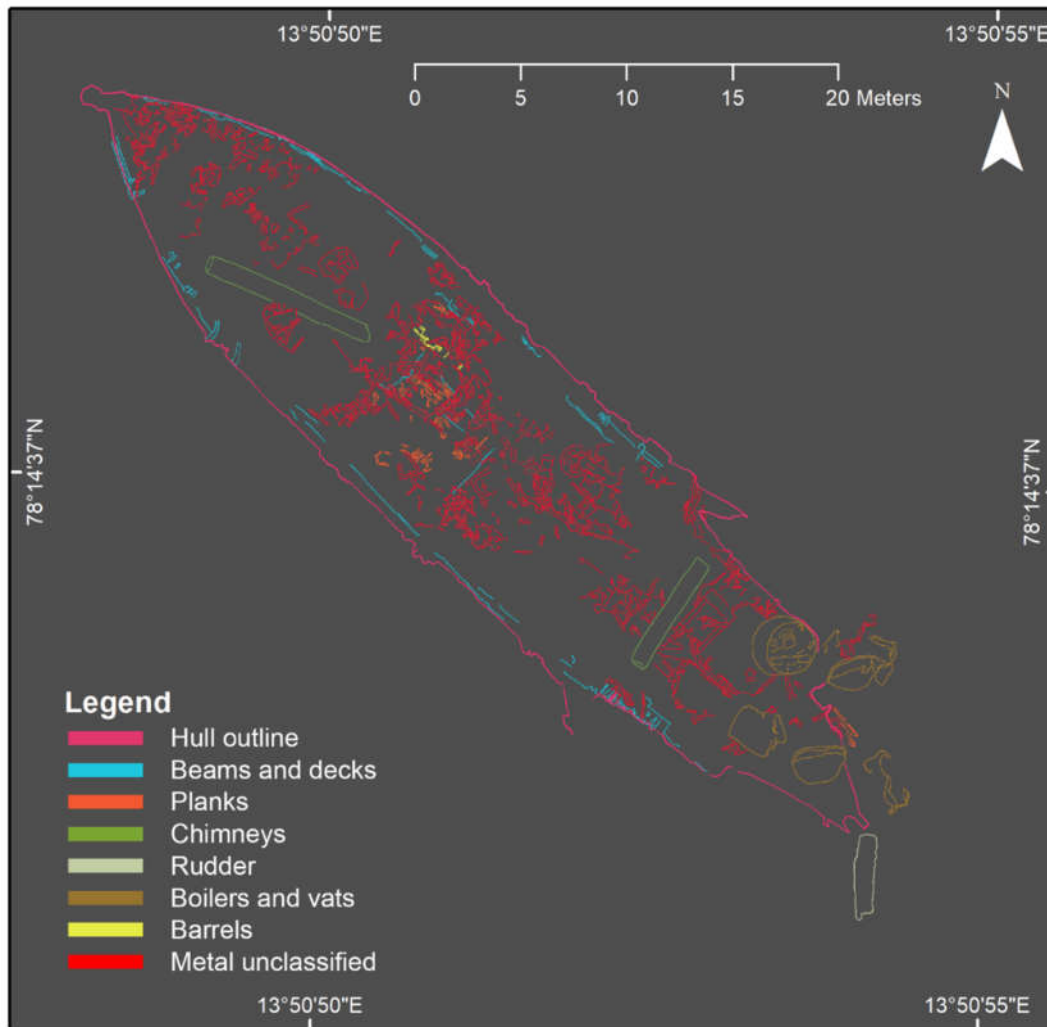 13°50'50"E
13°50'55"E
0 5 10 15 20 Meters
N
78°14'37"N
78°14'37"N
Legend
Hull outline
Beams and decks
Planks
Chimneys
Rudder
Boilers and vats
Barrels
Metal unclassified
13°50'50"E
13°50'55"E